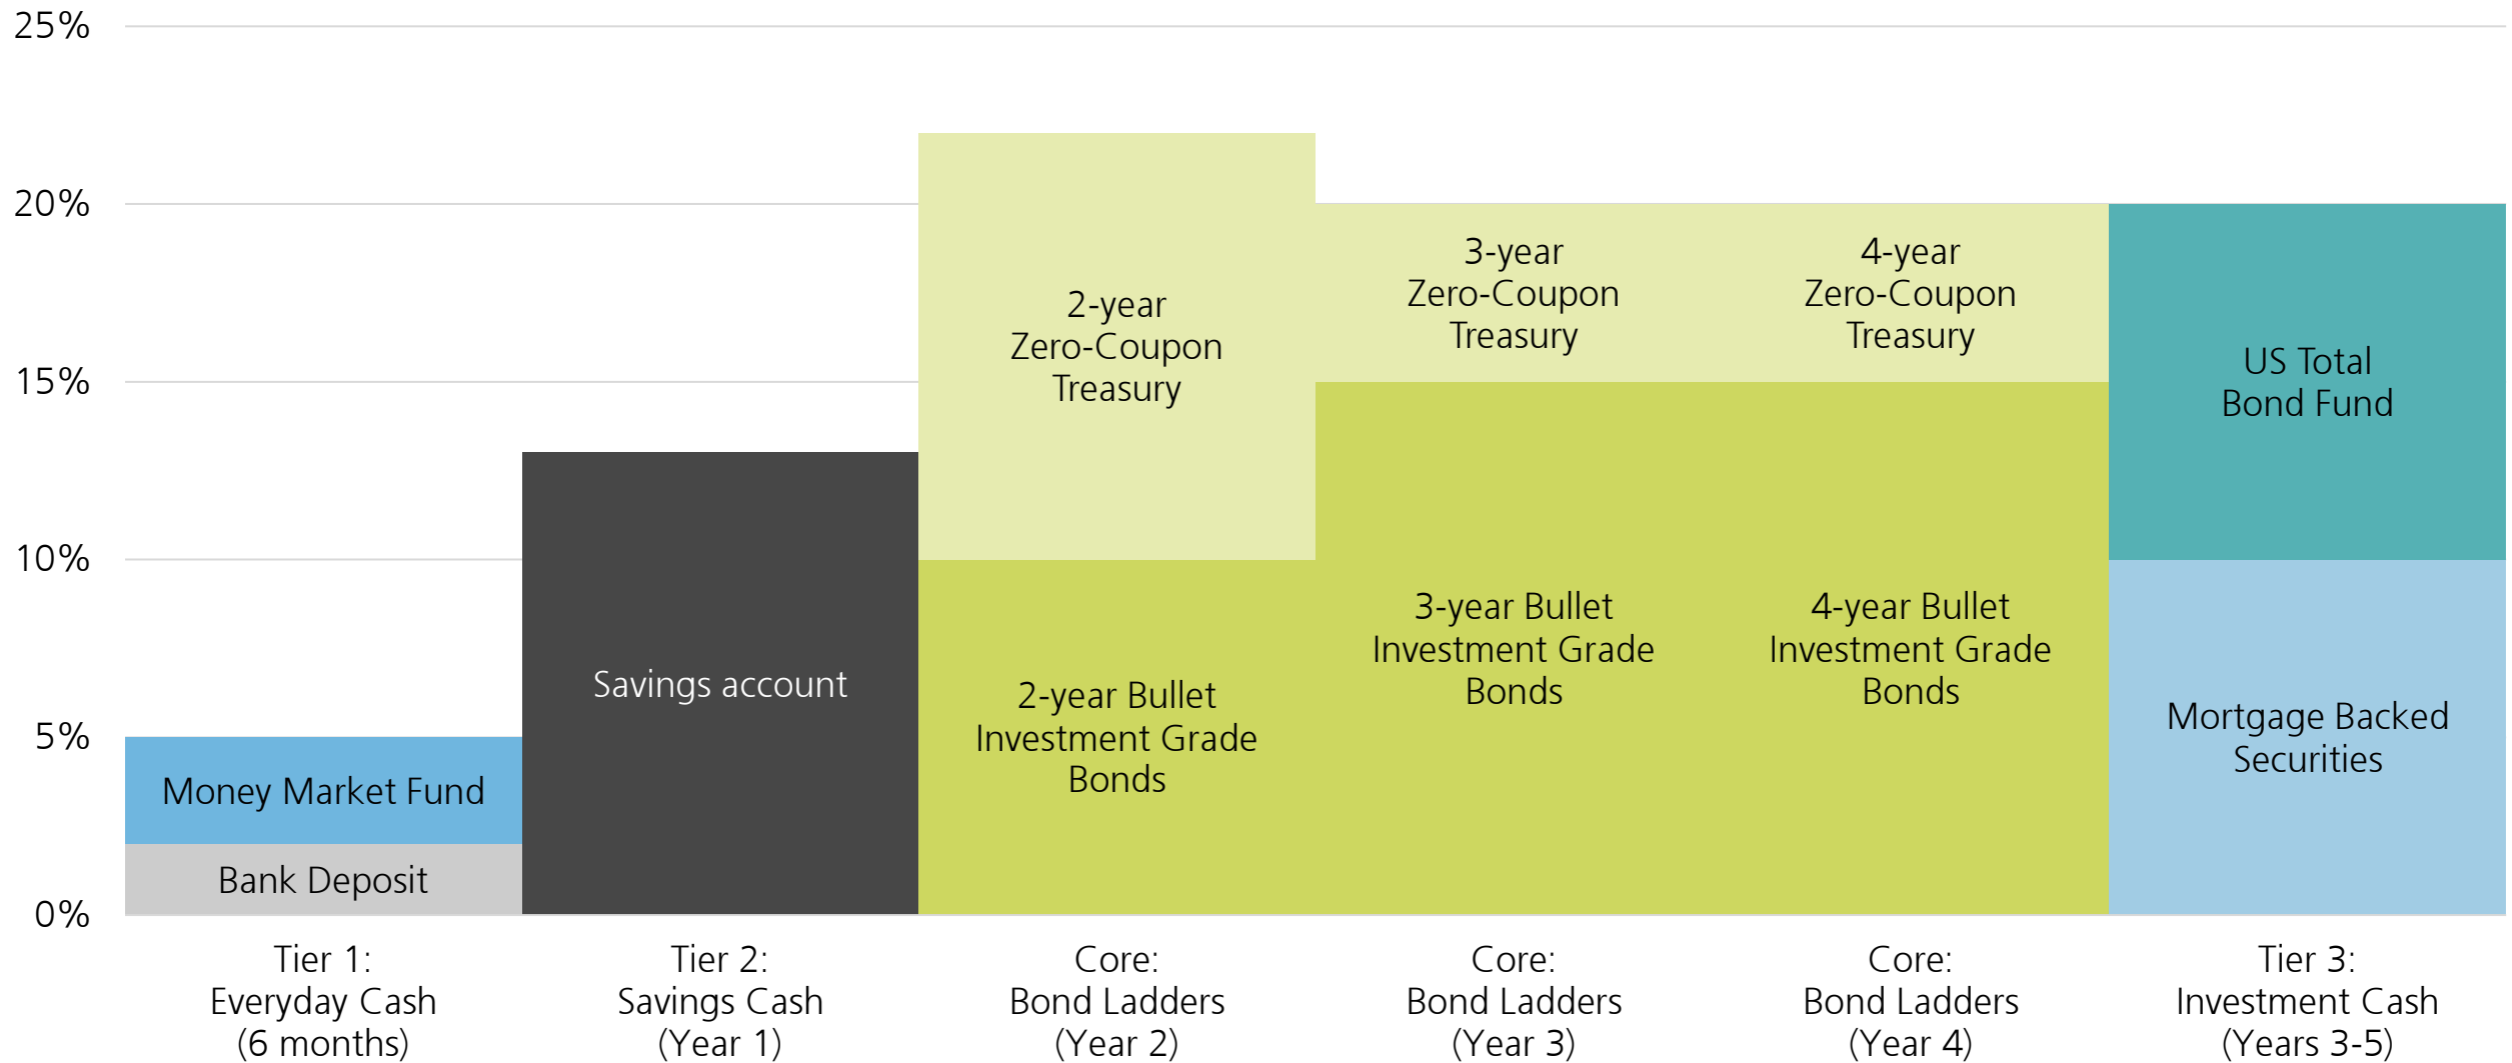 25%
20%
15%
10%
5%
0%
Money Market Fund
Bank Deposit
Savings account
2-year
Zero-Coupon
Treasury
2-year Bullet
Investment Grade
Bonds
3-year
Zero-Coupon
Treasury
3-year Bullet
Investment Grade
Bonds
4-year
Zero-Coupon
Treasury
4-year Bullet
Investment Grade
Bonds
US Total
Bond Fund
Mortgage Backed
Securities
Tier 1:
Everyday Cash
(6 months)
Tier 2:
Savings Cash
(Year 1)
Core:
Bond Ladders
(Year 2)
Core:
Bond Ladders
(Year 3)
Core:
Bond Ladders
(Year 4)
Tier 3:
Investment Cash
(Years 3-5)